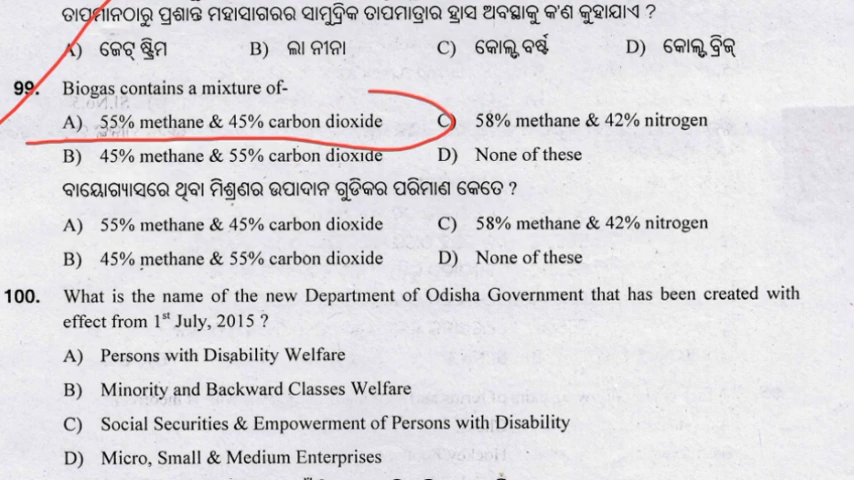 ତାପମାନଠାରୁ ପ୍ରଶାନ୍ତ ମହାସାଗରର ସାମୁଦ୍ରିକ ତାପମାତ୍ରାର ହ୍ରାସ ଅବସ୍ଥାକୁ କ'ଣ କୁହାଯାଏ ?
A) ଜେଟ୍ ଷ୍ଟ୍ରିମ B) ଲା ନୀନା C) କୋଲ୍ଡ ବର୍ଷ୍ଟ D) କୋଲ୍ଡ ବ୍ରିଜ୍
99. Biogas contains a mixture of-
A) 55% methane & 45% carbon dioxide C) 58% methane & 42% nitrogen
B) 45% methane & 55% carbon dioxide D) None of these
ବାୟୋଗ୍ୟାସରେ ଥିବା ମିଶ୍ରଣର ଉପାଦାନ ଗୁଡିକର ପରିମାଣ କେତେ ?
A) 55% methane & 45% carbon dioxide C) 58% methane & 42% nitrogen
B) 45% methane & 55% carbon dioxide D) None of these
100. What is the name of the new Department of Odisha Government that has been created with
effect from 1st July, 2015 ?
A) Persons with Disability Welfare
B) Minority and Backward Classes Welfare
C) Social Securities & Empowerment of Persons with Disability
D) Micro, Small & Medium Enterprises